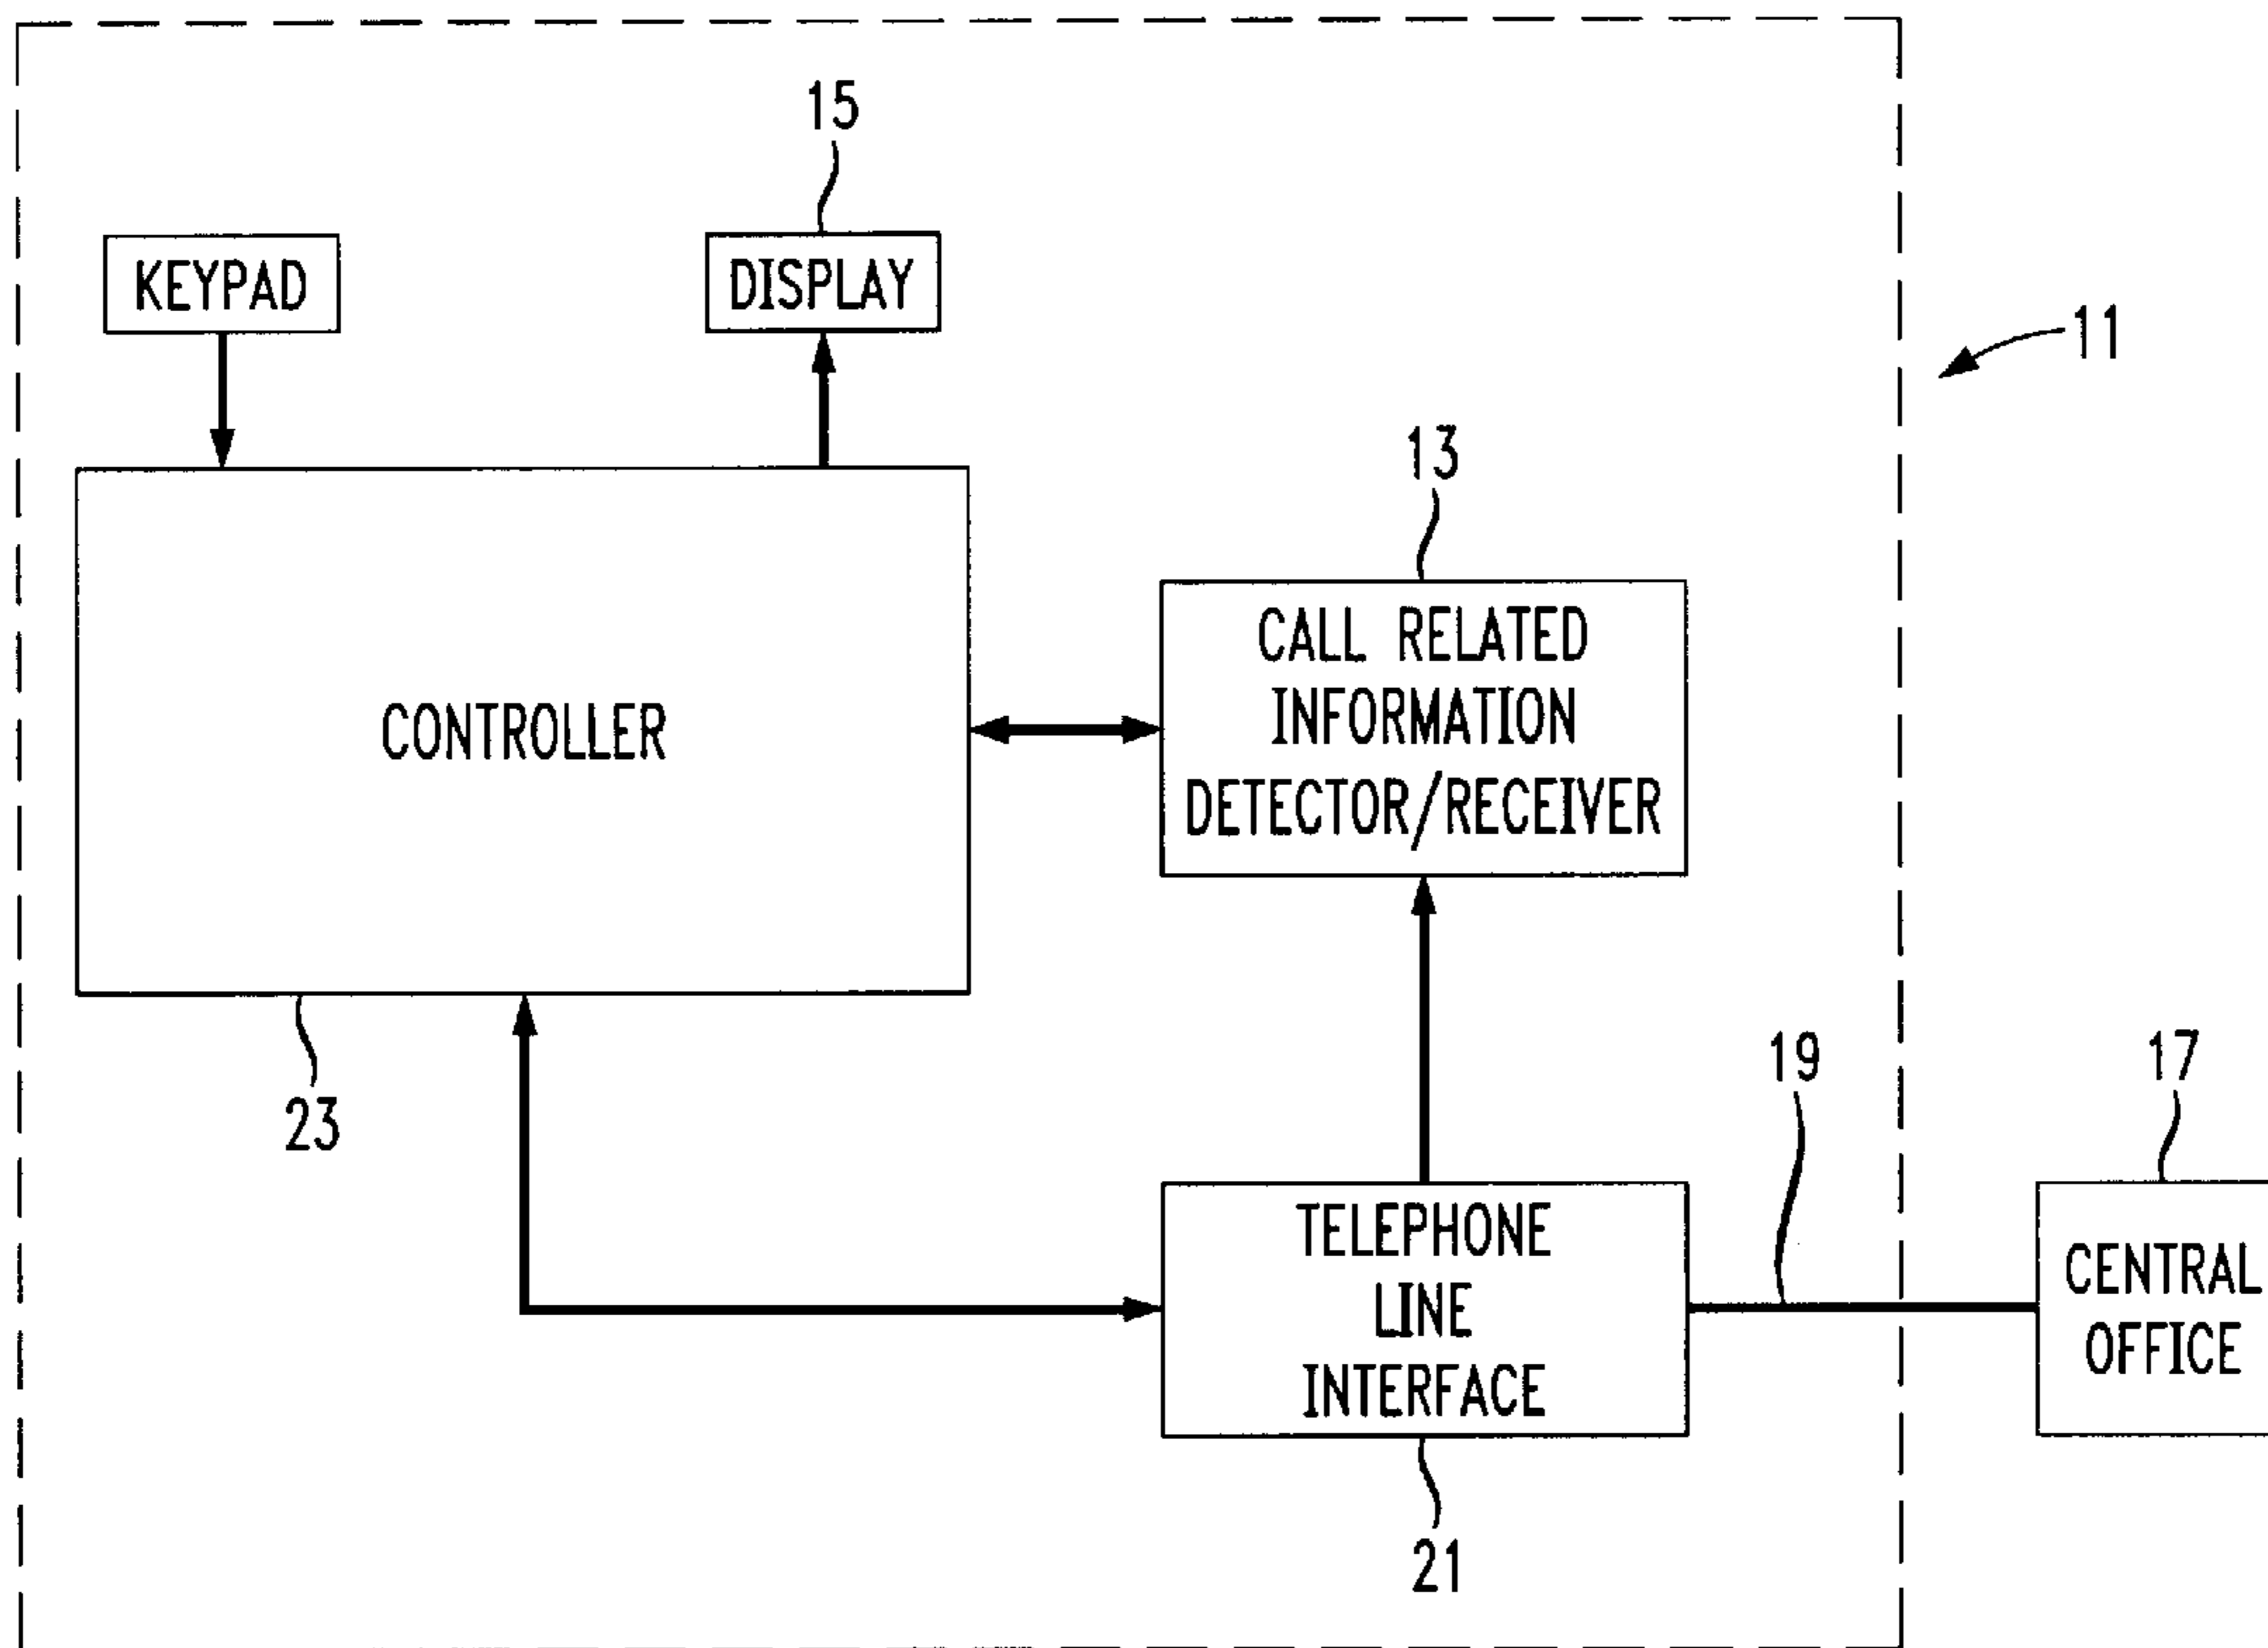 15
KEYPAD
DISPLAY
11
13
CALL RELATED
INFORMATION
DETECTOR/RECEIVER
CONTROLLER
23
19
17
TELEPHONE
LINE
INTERFACE
CENTRAL
OFFICE
21